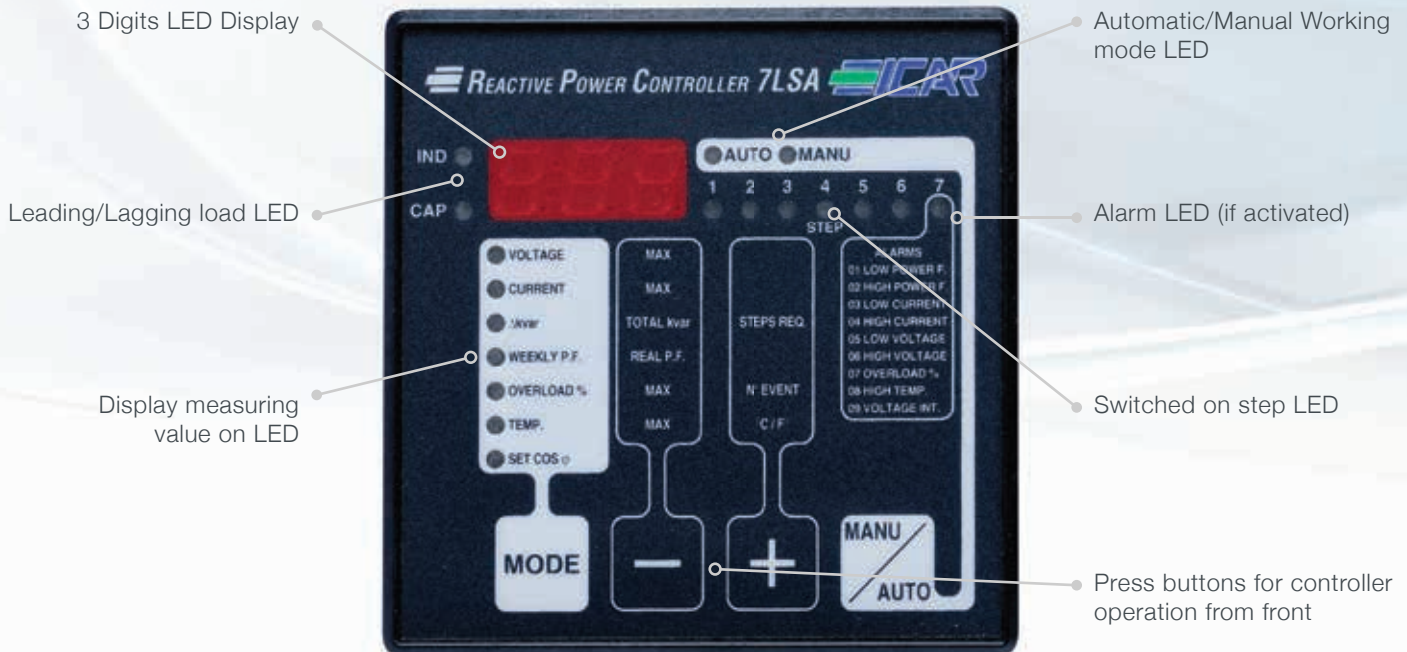 3 Digits LED Display
Automatic/Manual Working
mode LED
REACTIVE POWER CONTROLLER 7LSA ICAR
IND
AUTO MANU
1 2 3 4 5 6 7
Leading/Lagging load LED
CAP
STEP
Alarm LED (if activated)
VOLTAGE
CURRENT
Δkvar
WEEKLY P.F.
OVERLOAD %
TEMP.
SET COS φ
MAX
MAX
TOTAL kvar
REAL P.F.
MAX
MAX
STEPS REQ.
N° EVENT
C / F
ALARMS
01 LOW POWER F.
02 HIGH POWER F.
03 LOW CURRENT
04 HIGH CURRENT
05 LOW VOLTAGE
06 HIGH VOLTAGE
07 OVERLOAD %
08 HIGH TEMP.
09 VOLTAGE INT.
Display measuring
value on LED
Switched on step LED
MODE
−
+
MANU
/
AUTO
Press buttons for controller
operation from front